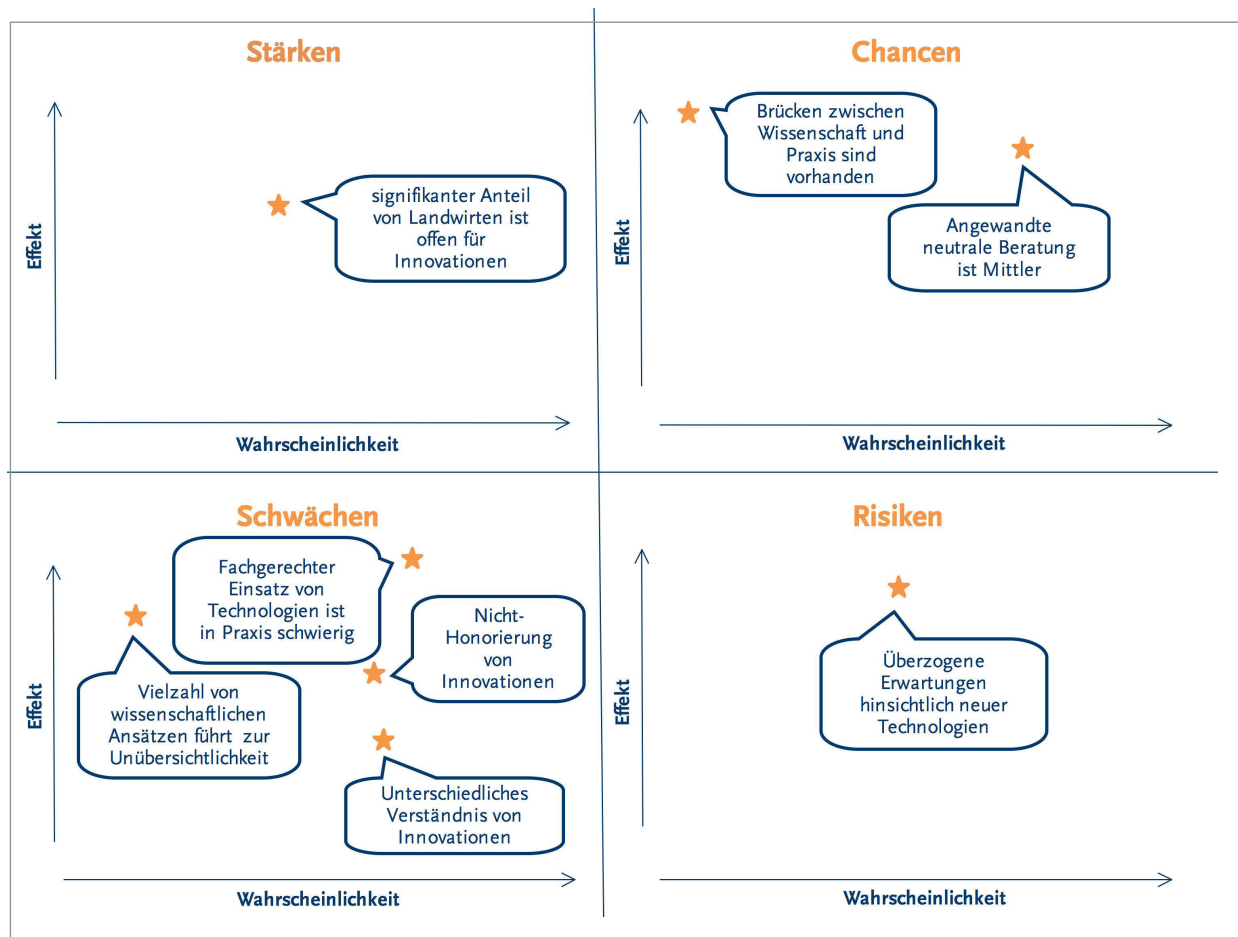 Stärken
signifikanter Anteil
von Landwirten ist
offen für
Innovationen
Effekt
Wahrscheinlichkeit
Chancen
Brücken zwischen
Wissenschaft und
Praxis sind
vorhanden
Angewandte
neutrale Beratung
ist Mittler
Effekt
Wahrscheinlichkeit
Schwächen
Fachgerechter
Einsatz von
Technologien ist
in Praxis schwierig
Nicht-
Honorierung
von
Innovationen
Vielzahl von
wissenschaftlichen
Ansätzen führt zur
Unübersichtlichkeit
Unterschiedliches
Verständnis von
Innovationen
Effekt
Wahrscheinlichkeit
Risiken
Überzogene
Erwartungen
hinsichtlich neuer
Technologien
Effekt
Wahrscheinlichkeit